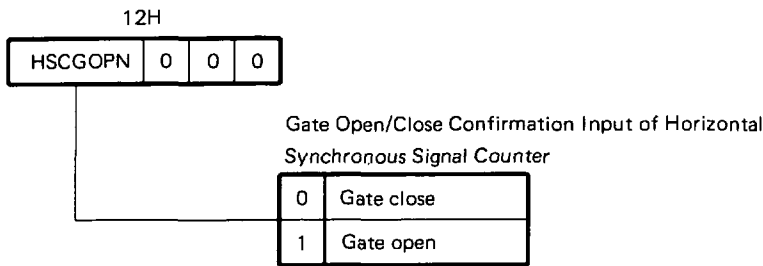 12H
HSCGOPN 0 0 0
Gate Open/Close Confirmation Input of Horizontal
Synchronous Signal Counter
0 Gate close
1 Gate open